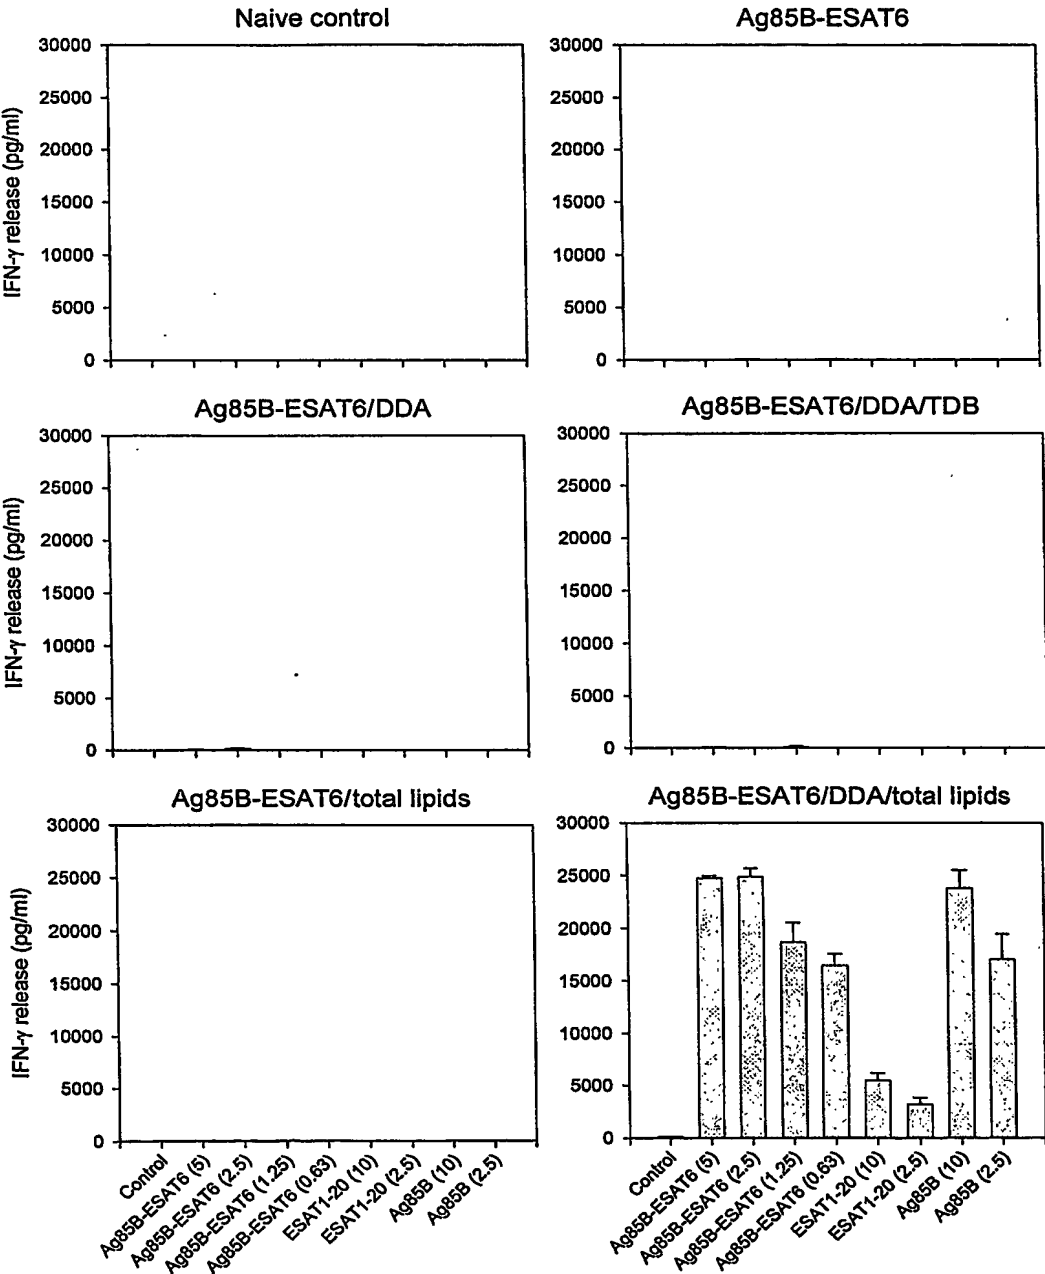 Naive control
30000
25000
20000
15000
10000
5000
0
IFN-γ release (pg/ml)
Ag85B-ESAT6
30000
25000
20000
15000
10000
5000
0
Ag85B-ESAT6/DDA
30000
25000
20000
15000
10000
5000
0
IFN-γ release (pg/ml)
Ag85B-ESAT6/DDA/TDB
30000
25000
20000
15000
10000
5000
0
Ag85B-ESAT6/total lipids
30000
25000
20000
15000
10000
5000
0
IFN-γ release (pg/ml)
Control
Ag85B-ESAT6 (5)
Ag85B-ESAT6 (2.5)
Ag85B-ESAT6 (1.25)
Ag85B-ESAT6 (0.63)
ESAT1-20 (10)
ESAT1-20 (2.5)
Ag85B (10)
Ag85B (2.5)
Ag85B-ESAT6/DDA/total lipids
30000
25000
20000
15000
10000
5000
0
Control
Ag85B-ESAT6 (5)
Ag85B-ESAT6 (2.5)
Ag85B-ESAT6 (1.25)
Ag85B-ESAT6 (0.63)
ESAT1-20 (10)
ESAT1-20 (2.5)
Ag85B (10)
Ag85B (2.5)